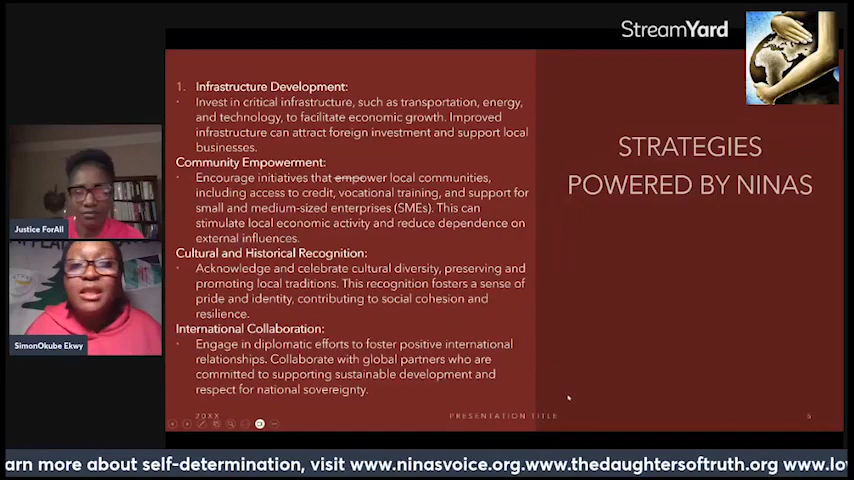 StreamYard
1. Infrastructure Development:
Invest in critical infrastructure, such as transportation, energy,
and technology, to facilitate economic growth. Improved
infrastructure can attract foreign investment and support local
businesses.
Community Empowerment:
Encourage initiatives that empower local communities,
including access to credit, vocational training, and support for
small and medium-sized enterprises (SMEs). This can
stimulate local economic activity and reduce dependence on
external influences.
Cultural and Historical Recognition:
Acknowledge and celebrate cultural diversity, preserving and
promoting local traditions. This recognition fosters a sense of
pride and identity, contributing to social cohesion and
resilience.
International Collaboration:
Engage in diplomatic efforts to foster positive international
relationships. Collaborate with global partners who are
committed to supporting sustainable development and
respect for national sovereignty.
STRATEGIES
POWERED BY NINAS
Justice ForAll
SimonOkube Ekwy
20XX
PRESENTATION TITLE
arn more about self-determination, visit www.ninasvoice.org.www.thedaughtersoftruth.org www.lov